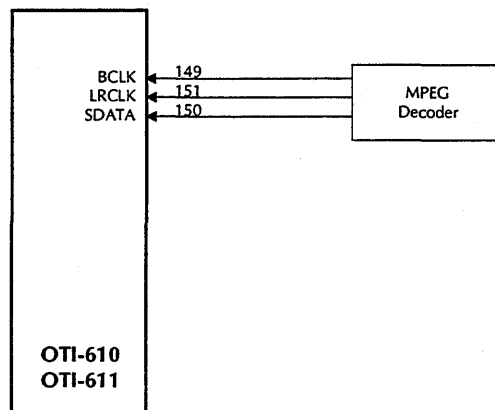 BCLK 149
LRCLK 151
SDATA 150
MPEG
Decoder
OTI-610
OTI-611